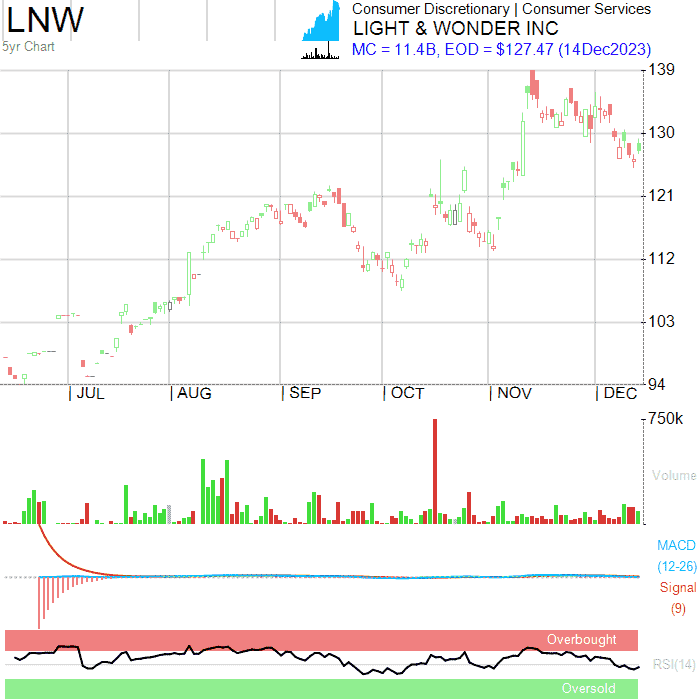 LNW
5yr Chart
Consumer Discretionary | Consumer Services
LIGHT & WONDER INC
MC = 11.4B, EOD = $127.47 (14Dec2023)
139
130
121
112
103
94
| JUL | AUG | SEP | OCT | NOV | DEC
750k
Volume
MACD
(12-26)
Signal
(9)
Overbought
RSI(14)
Oversold